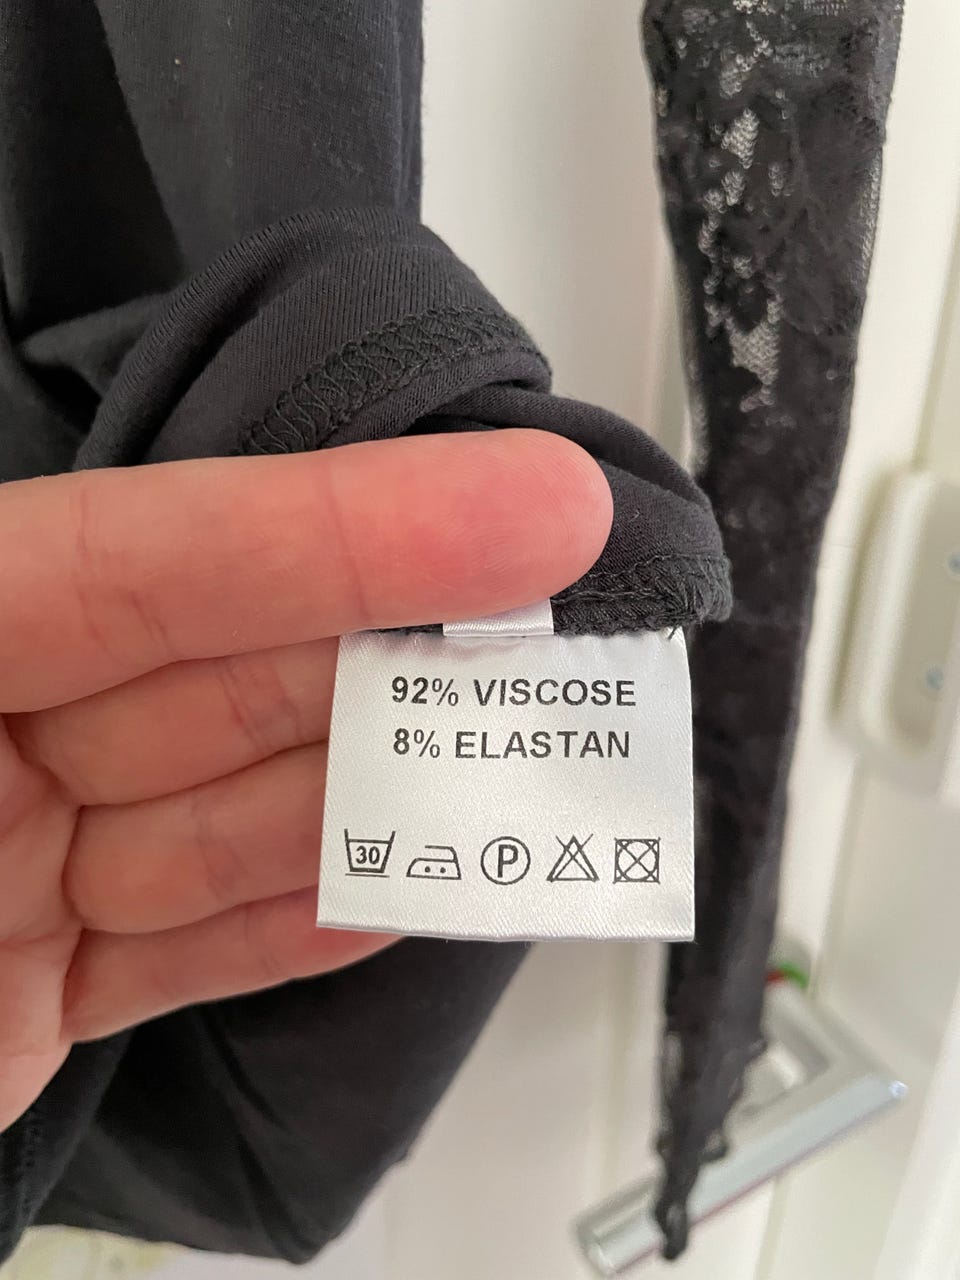 92% VISCOSE
8% ELASTAN
30 P